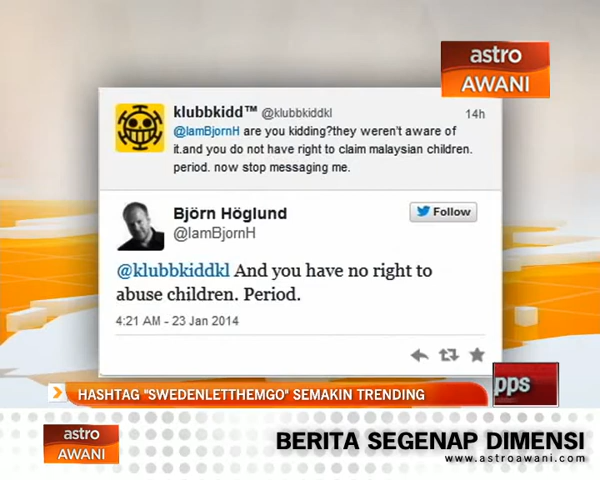 astro
AWANI
klubbkidd™ @klubbkiddkl 14h
@IamBjornH are you kidding?they weren't aware of
it.and you do not have right to claim malaysian children.
period. now stop messaging me.
Björn Höglund
Follow
@IamBjornH
@klubbkiddkl And you have no right to
abuse children. Period.
4:21 AM - 23 Jan 2014
HASHTAG "SWEDENLETTHEMGO" SEMAKIN TRENDING
pps
astro
AWANI
BERITA SEGENAP DIMENSI
www.astroawani.com